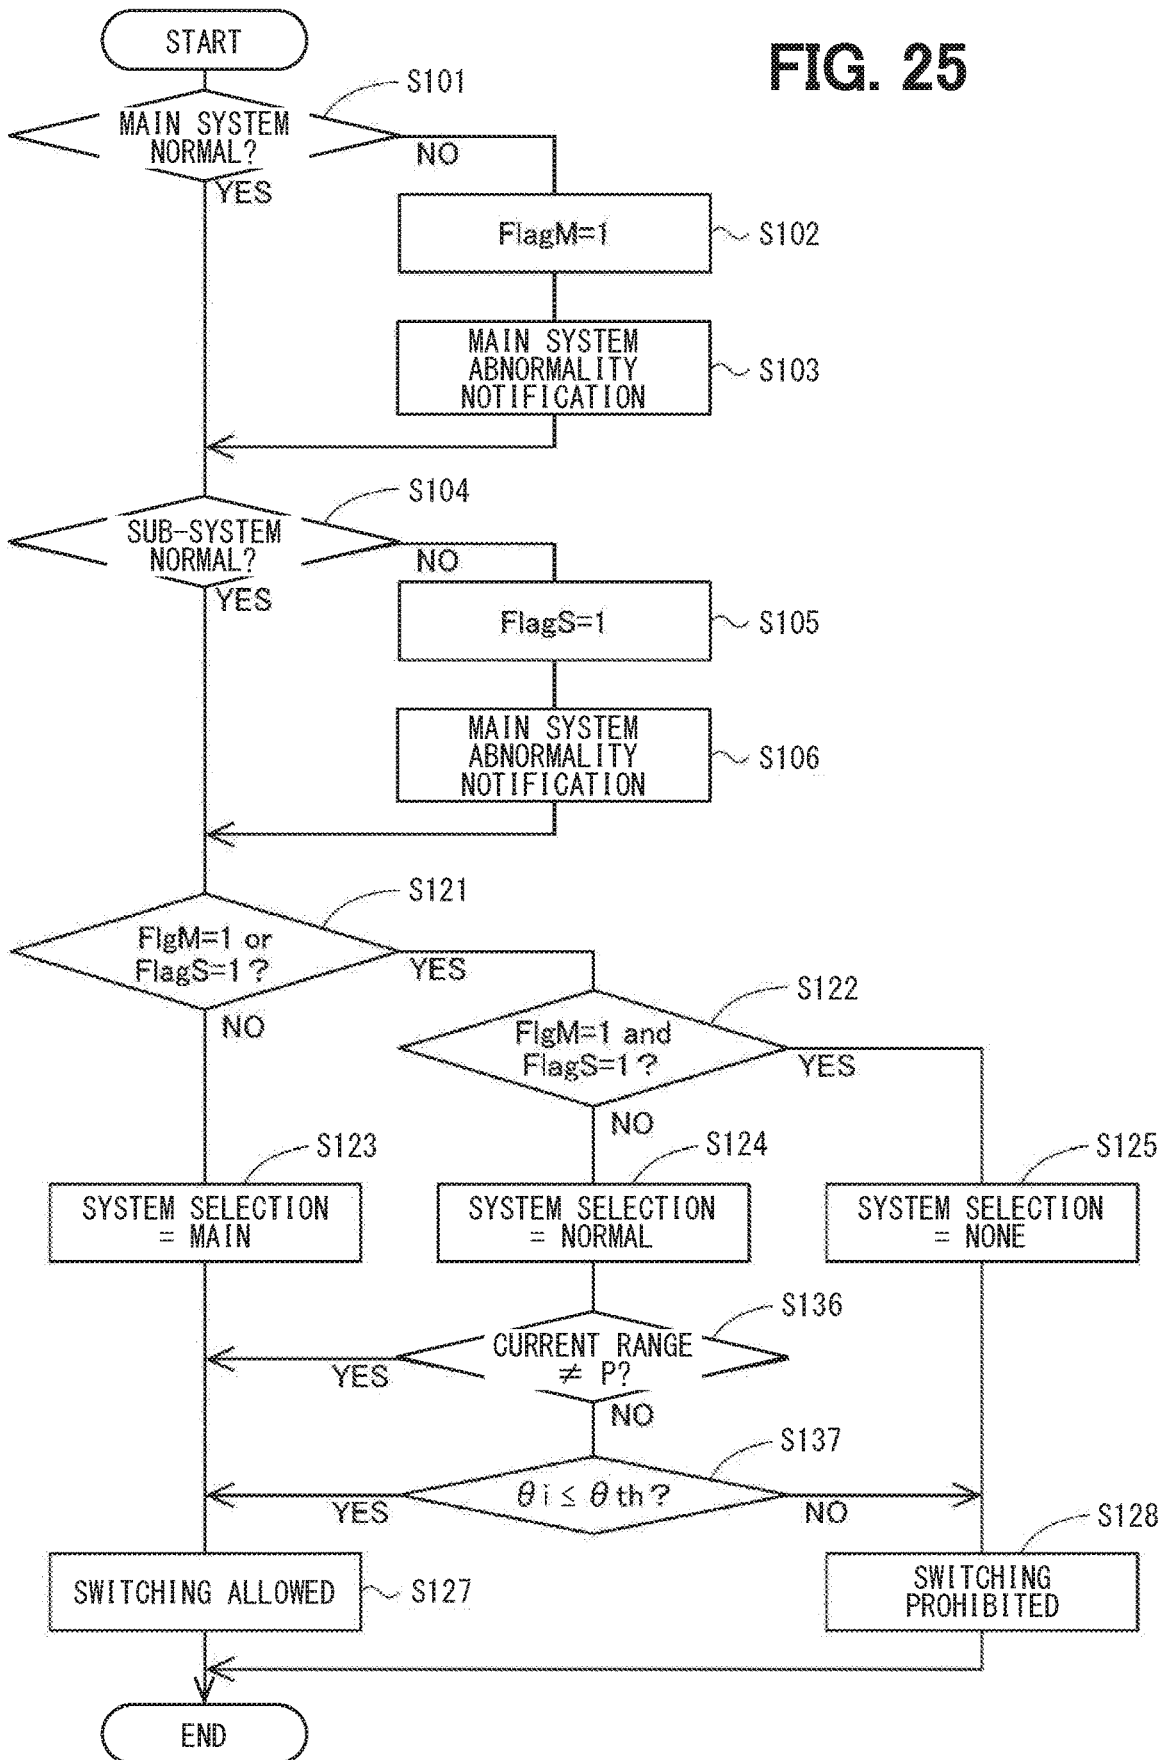 START
FIG. 25
S101
MAIN SYSTEM
NORMAL?
NO
YES
FlagM=1
S102
MAIN SYSTEM
ABNORMALITY
NOTIFICATION
S103
S104
SUB-SYSTEM
NORMAL?
NO
YES
FlagS=1
S105
MAIN SYSTEM
ABNORMALITY
NOTIFICATION
S106
S121
FlgM=1 or
FlagS=1?
YES
NO
S122
FlgM=1 and
FlagS=1?
YES
NO
S123
SYSTEM SELECTION
= MAIN
S124
SYSTEM SELECTION
= NORMAL
S125
SYSTEM SELECTION
= NONE
S136
CURRENT RANGE
≠ P?
YES
NO
S137
θi ≤ θth?
YES
NO
SWITCHING ALLOWED
S127
S128
SWITCHING
PROHIBITED
END